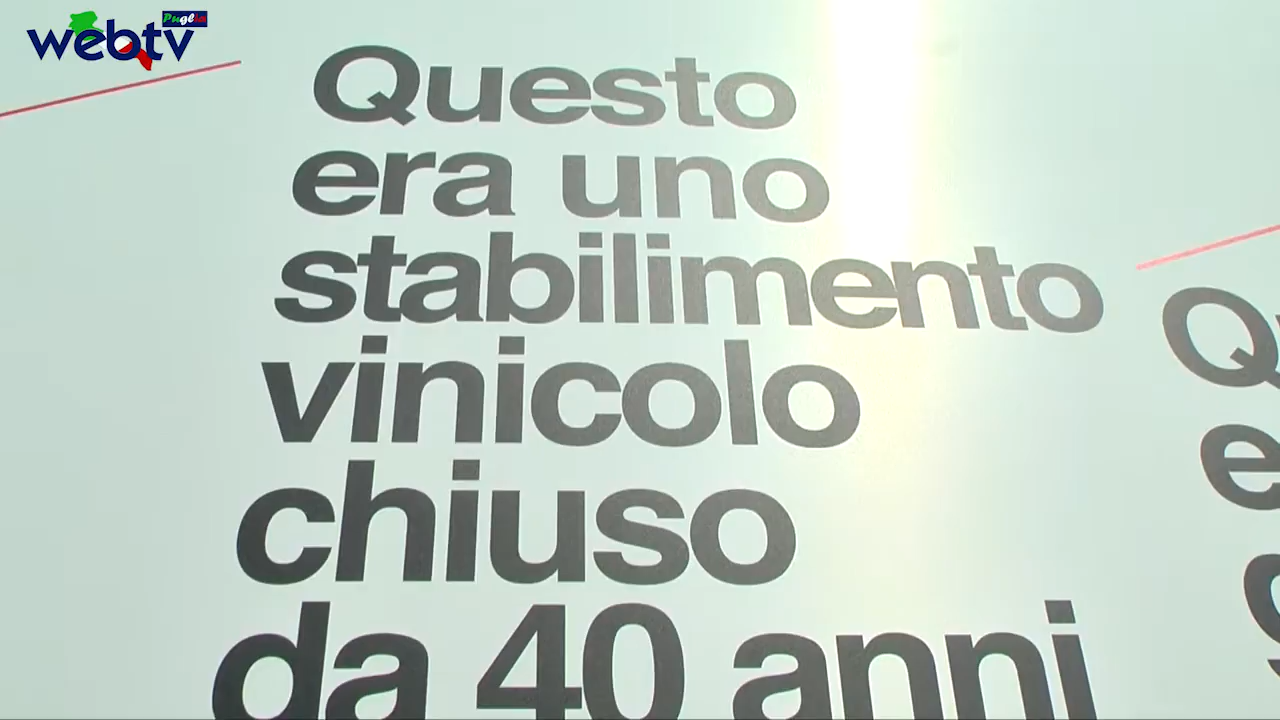 webtv
Puglia
Questo
era uno
stabilimento
vinicolo
chiuso
da 40 anni